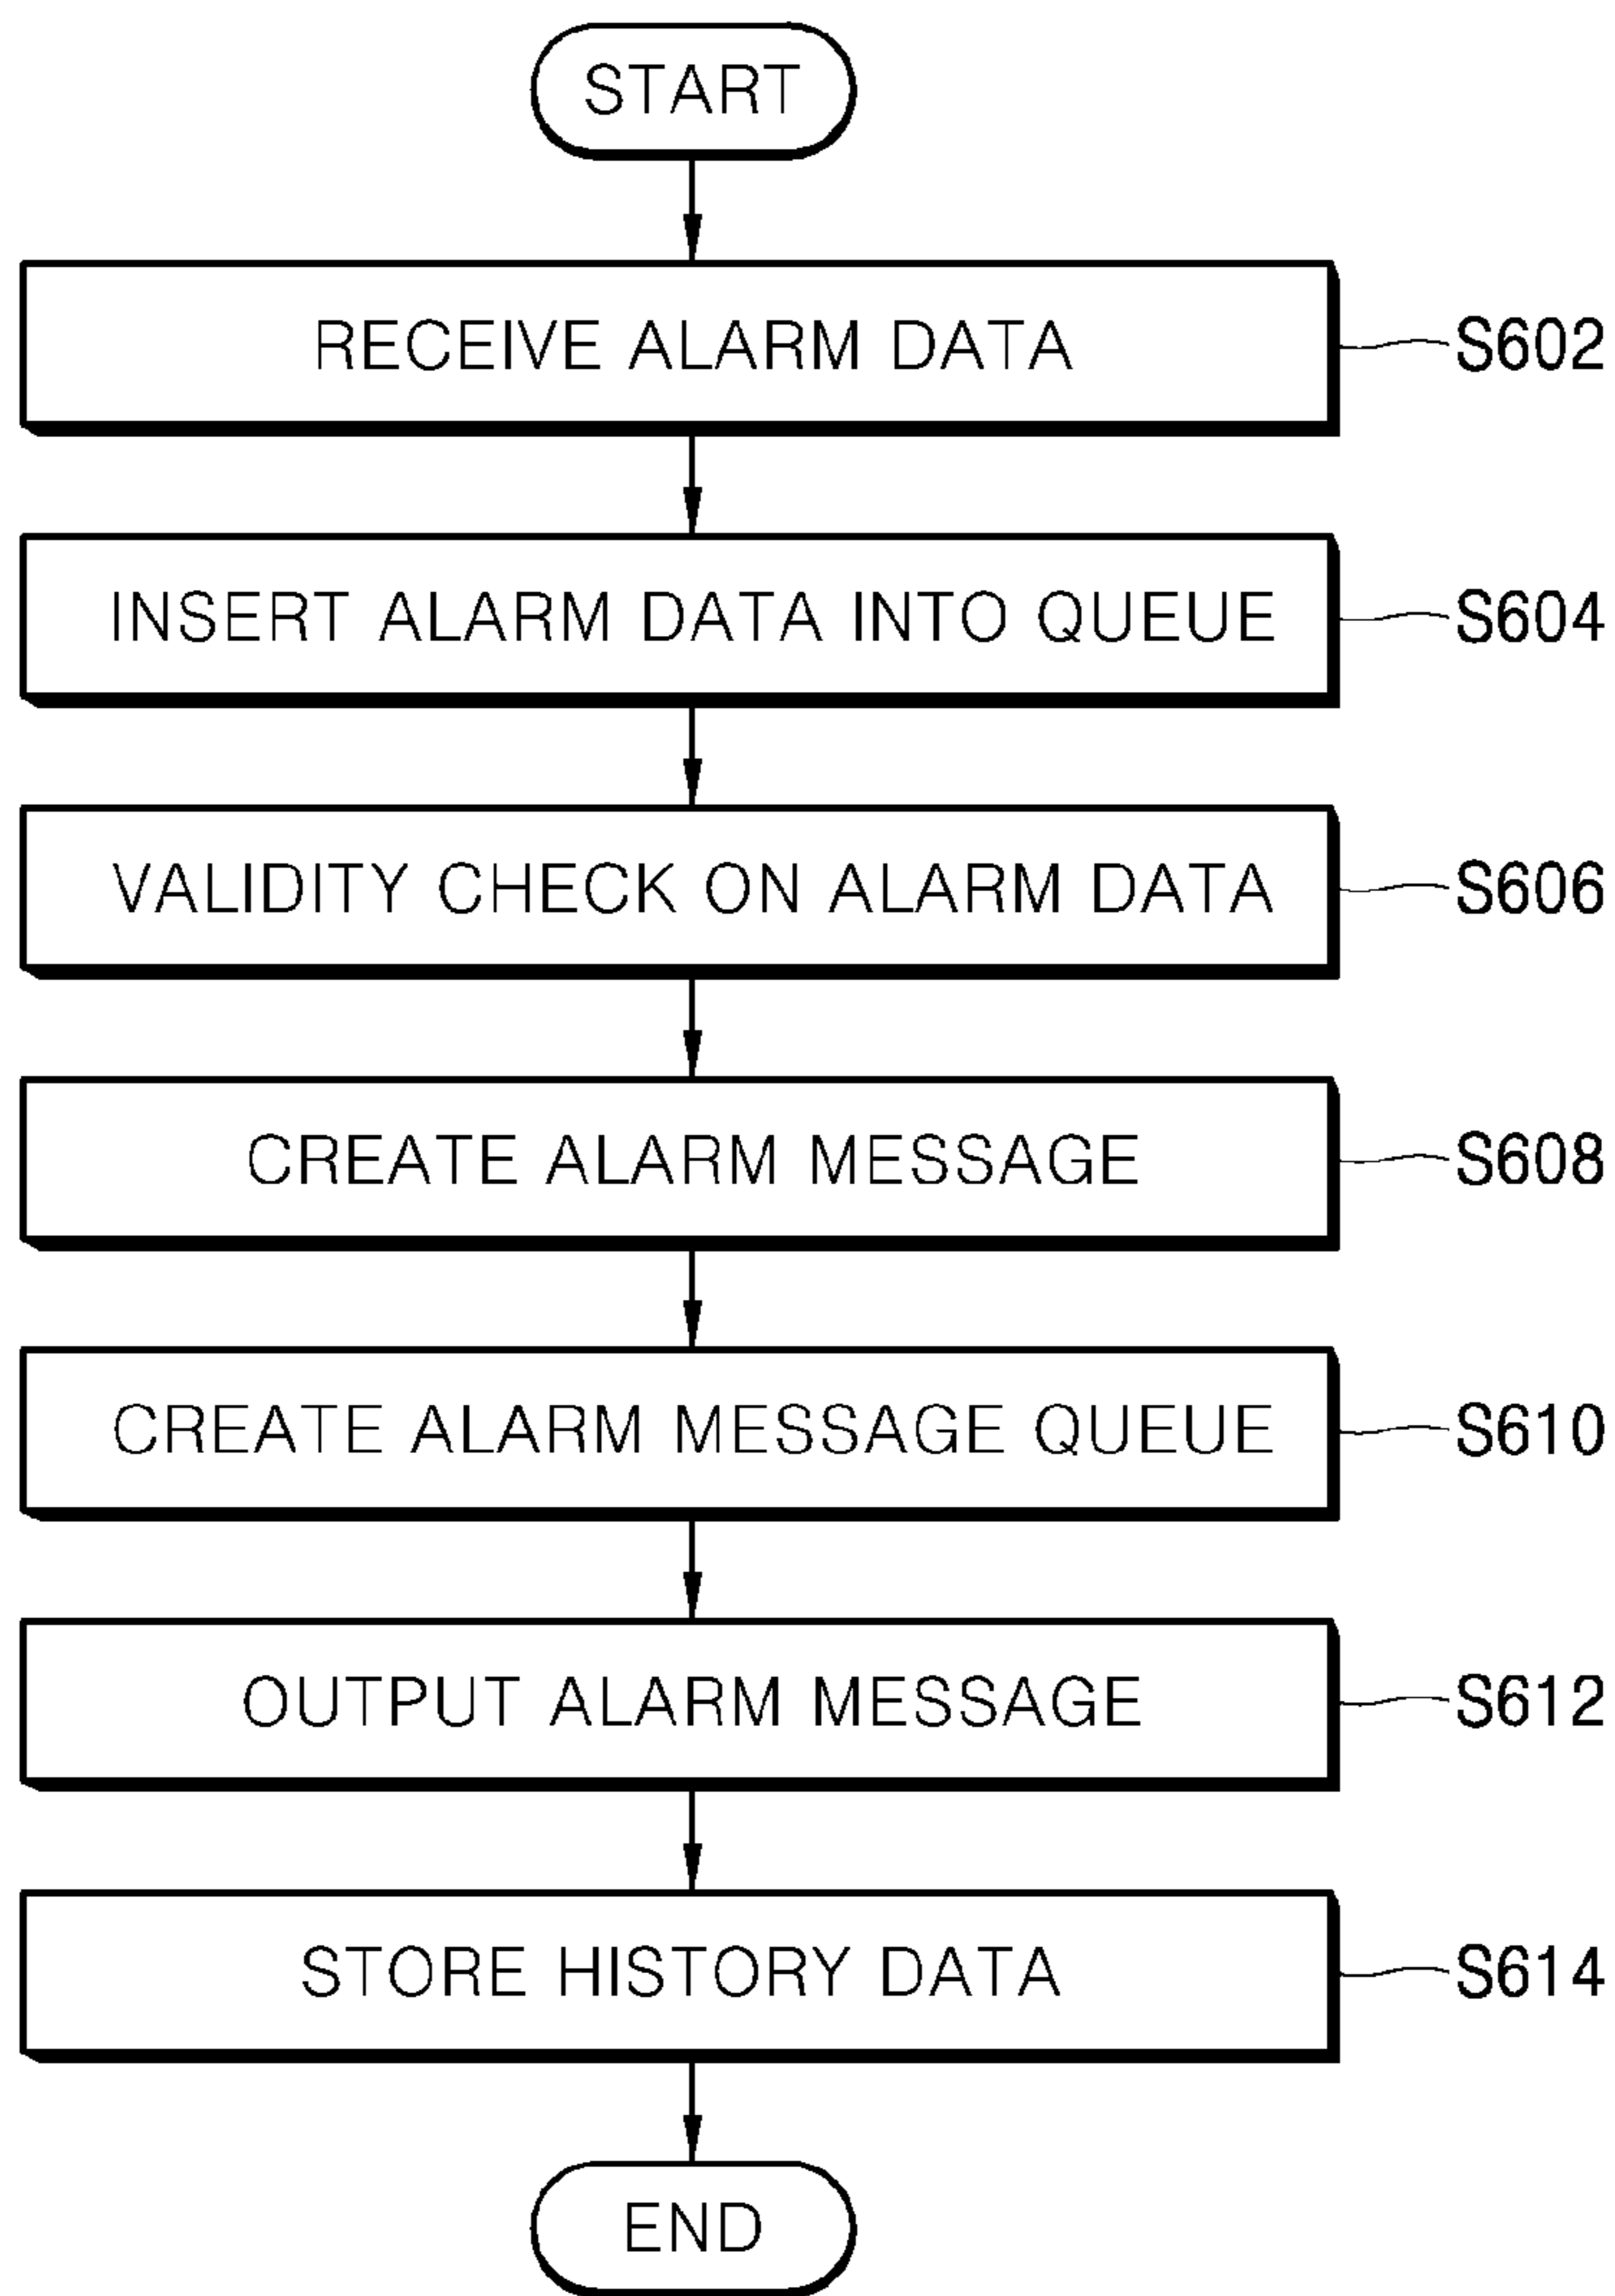 START
RECEIVE ALARM DATA
S602
INSERT ALARM DATA INTO QUEUE
S604
VALIDITY CHECK ON ALARM DATA
S606
CREATE ALARM MESSAGE
S608
CREATE ALARM MESSAGE QUEUE
S610
OUTPUT ALARM MESSAGE
S612
STORE HISTORY DATA
S614
END